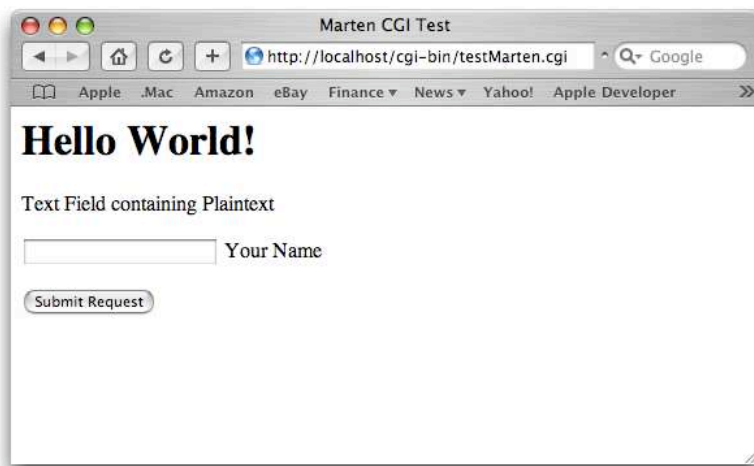 Marten CGI Test
http://localhost/cgi-bin/testMarten.cgi
Google
Apple .Mac Amazon eBay Finance ▾ News ▾ Yahoo! Apple Developer »
Hello World!
Text Field containing Plaintext
Your Name
Submit Request